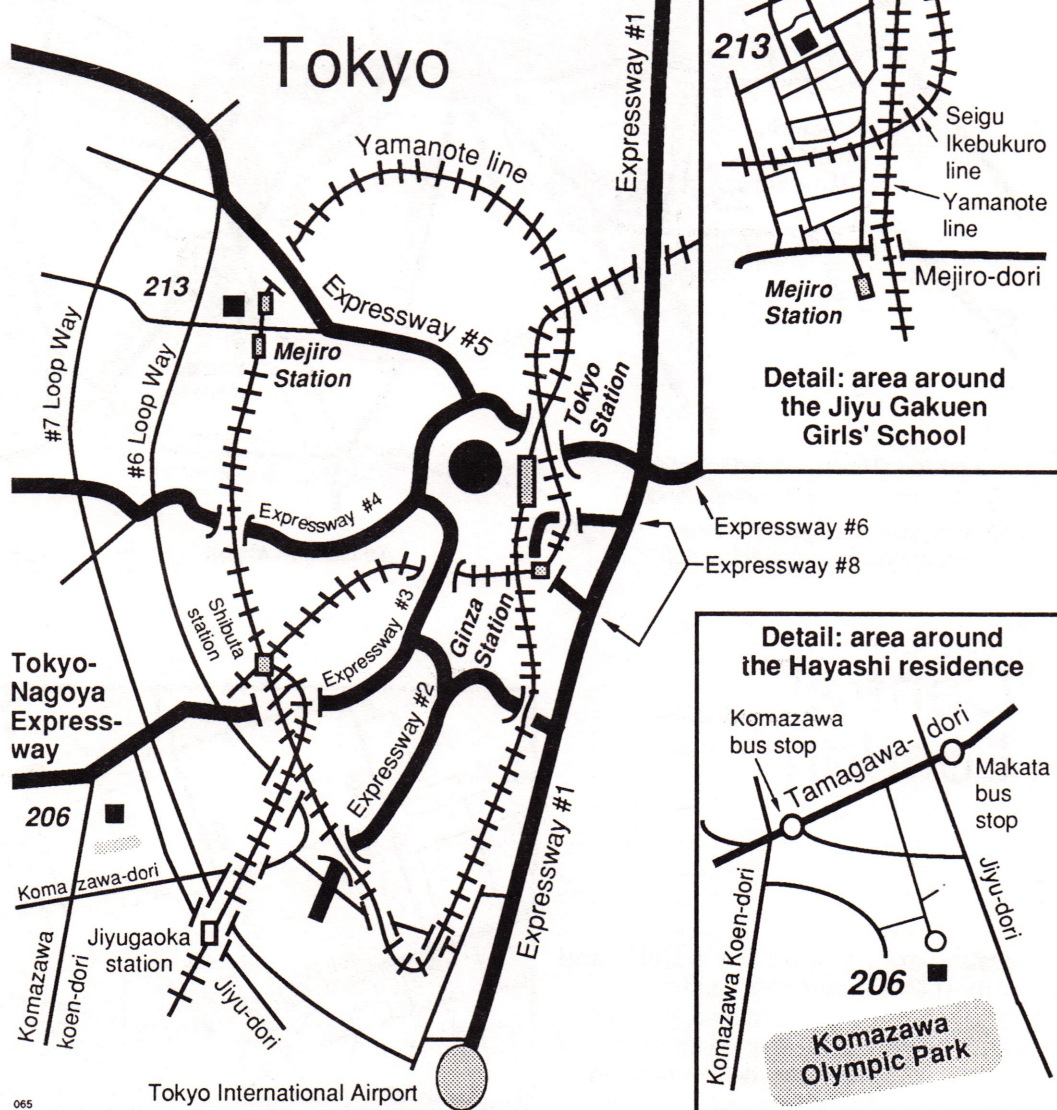 Tokyo
Yamanote line
Expressway #1
213
Expressway #5
Mejiro
Station
#7 Loop Way
#6 Loop Way
Tokyo
Station
Expressway #4
Expressway #6
Expressway #8
Shibuta
station
Expressway #3
Ginza
Station
Expressway #2
Tokyo-
Nagoya
Express-
way
206
Koma zawa-dori
Jiyugaoka
station
Komazawa
koen-dori
Jiyu-dori
Expressway #1
Tokyo International Airport
065
213
Seigu
Ikebukuro
line
Yamanote
line
Mejiro-dori
Mejiro
Station
Detail: area around
the Jiyu Gakuen
Girls' School
Detail: area around
the Hayashi residence
Komazawa
bus stop
Tamagawa-dori
Makata
bus
stop
Jiyu-dori
Komazawa Koen-dori
206
Komazawa
Olympic Park